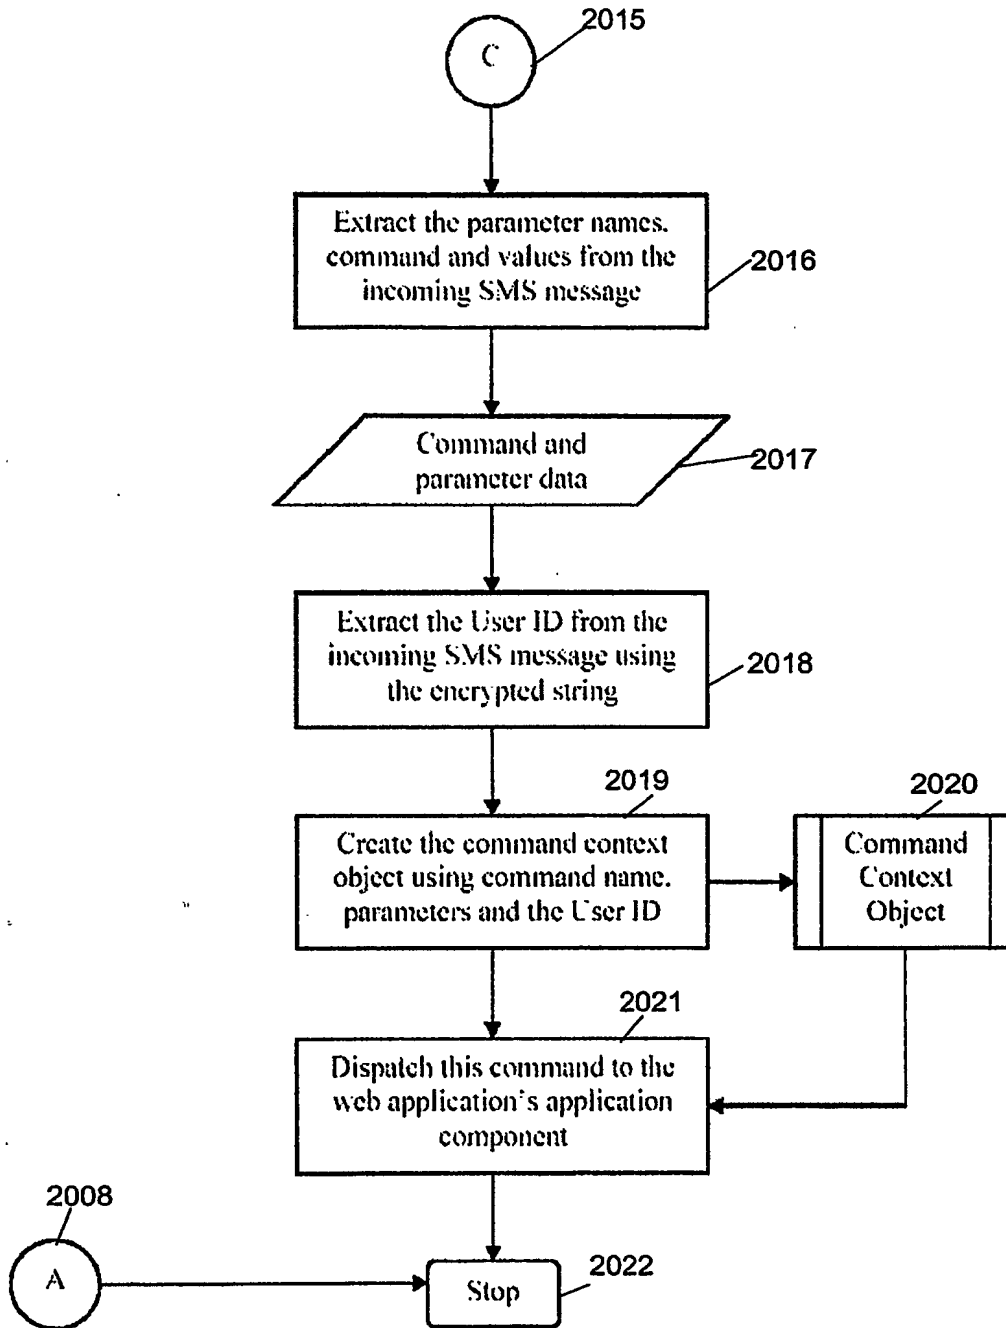 2015
C
Extract the parameter names.
command and values from the
incoming SMS message
2016
Command and
parameter data
2017
Extract the User ID from the
incoming SMS message using
the encrypted string
2018
2019
2020
Create the command context
object using command name.
parameters and the User ID
Command
Context
Object
2021
Dispatch this command to the
web application's application
component
2008
A
Stop
2022